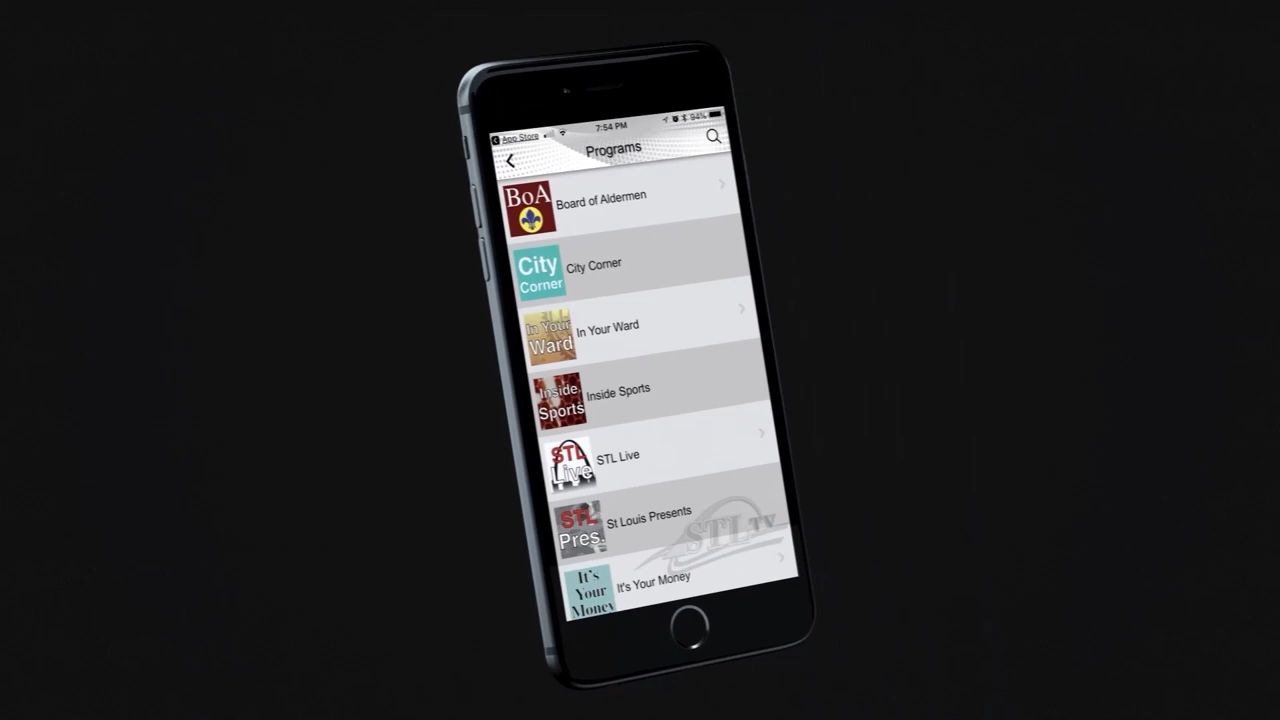 App Store
7:54 PM
94%
Programs
BoA
Board of Aldermen
City
Corner
City Corner
In Your
Ward
In Your Ward
Inside
Sports
Inside Sports
STL
Live
STL Live
STL
Pres.
St Louis Presents
STL TV
It's
Your
Money
It's Your Money